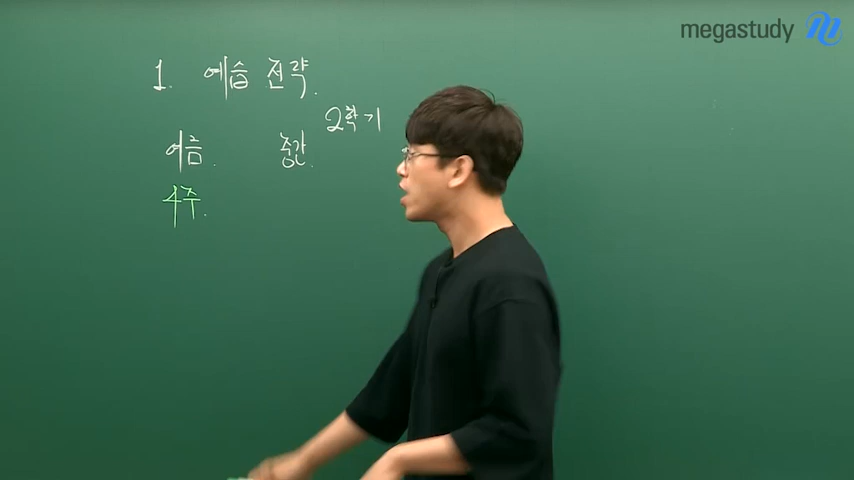 megastudy
1. 예습 전략.
2학기
여름. 중간.
4주.